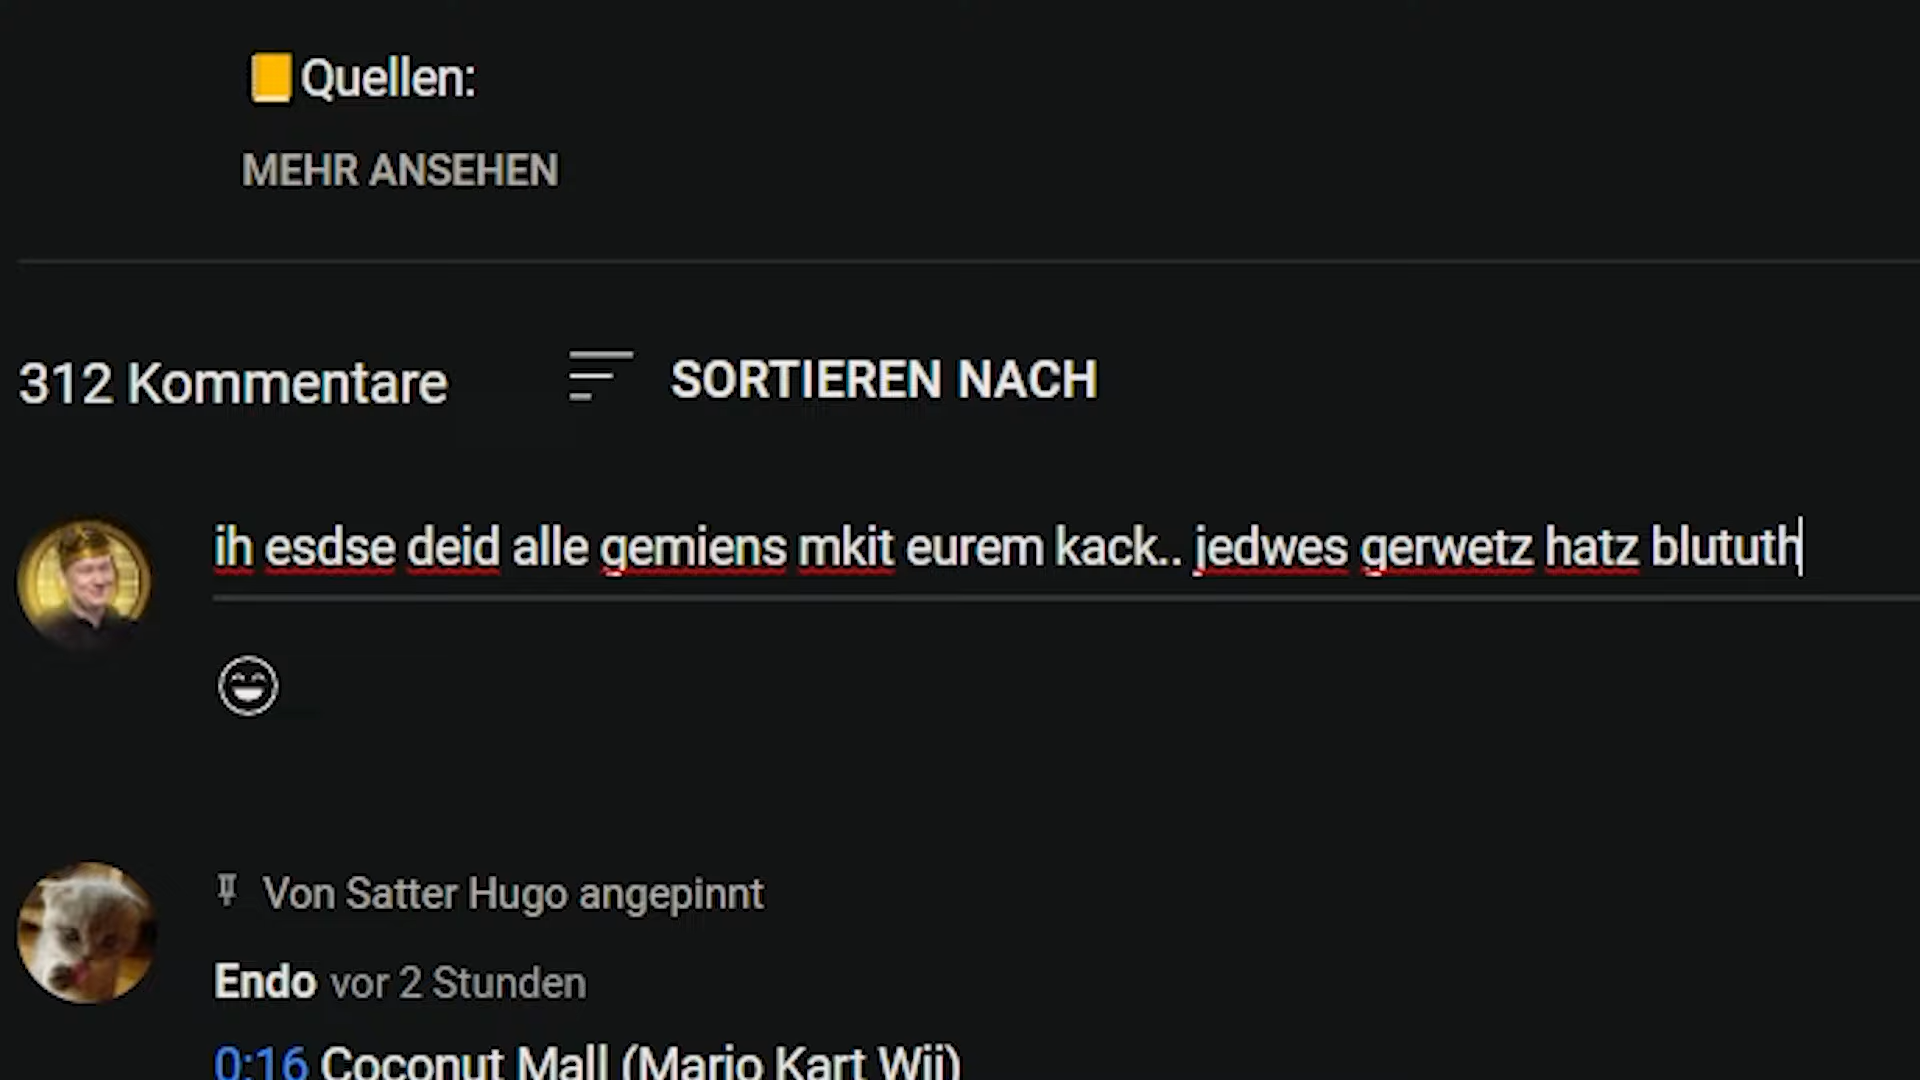 Quellen:
MEHR ANSEHEN
312 Kommentare
SORTIEREN NACH
ih esdse deid alle gemiens mkit eurem kack.. jedwes gerwetz hatz blututh
Von Satter Hugo angepinnt
Endo vor 2 Stunden
0:16 Coconut Mall (Mario Kart Wii)